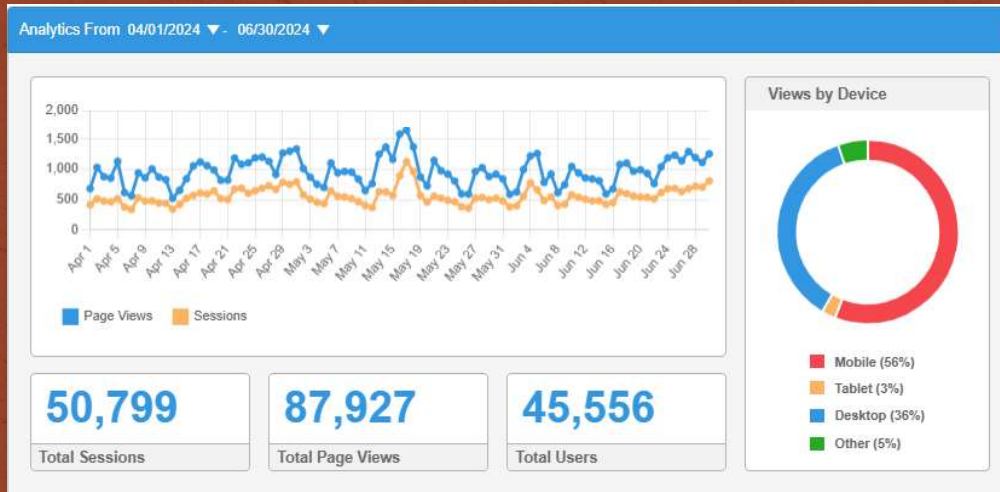 Analytics From 04/01/2024 ▼ - 06/30/2024 ▼
2,000
1,500
1,000
500
0
Apr 1
Apr 5
Apr 9
Apr 13
Apr 17
Apr 21
Apr 25
Apr 29
May 3
May 7
May 11
May 15
May 19
May 23
May 27
May 31
Jun 4
Jun 8
Jun 12
Jun 16
Jun 20
Jun 24
Jun 28
Page Views
Sessions
Views by Device
Mobile (56%)
Tablet (3%)
Desktop (36%)
Other (5%)
50,799
Total Sessions
87,927
Total Page Views
45,556
Total Users